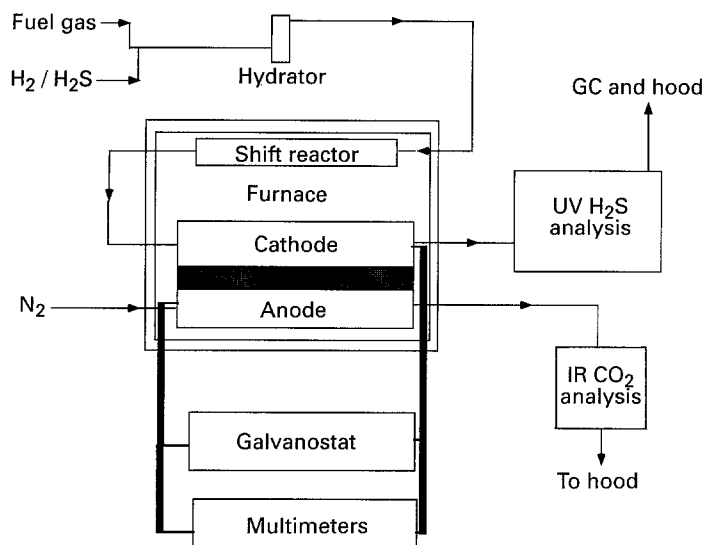 Fuel gas
H2 / H2S
Hydrator
GC and hood
Shift reactor
Furnace
UV H2S
analysis
Cathode
N2
Anode
IR CO2
analysis
Galvanostat
To hood
Multimeters